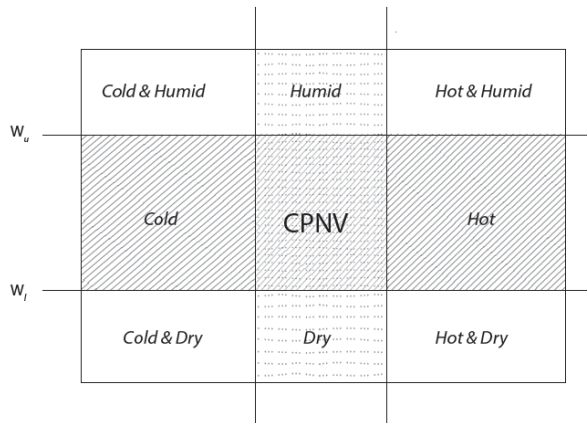 Cold & Humid Humid Hot & Humid
Wu
Cold CPNV Hot
Wl
Cold & Dry Dry Hot & Dry